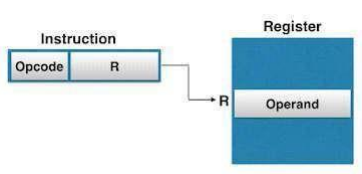 Instruction
Opcode R
Register
R Operand